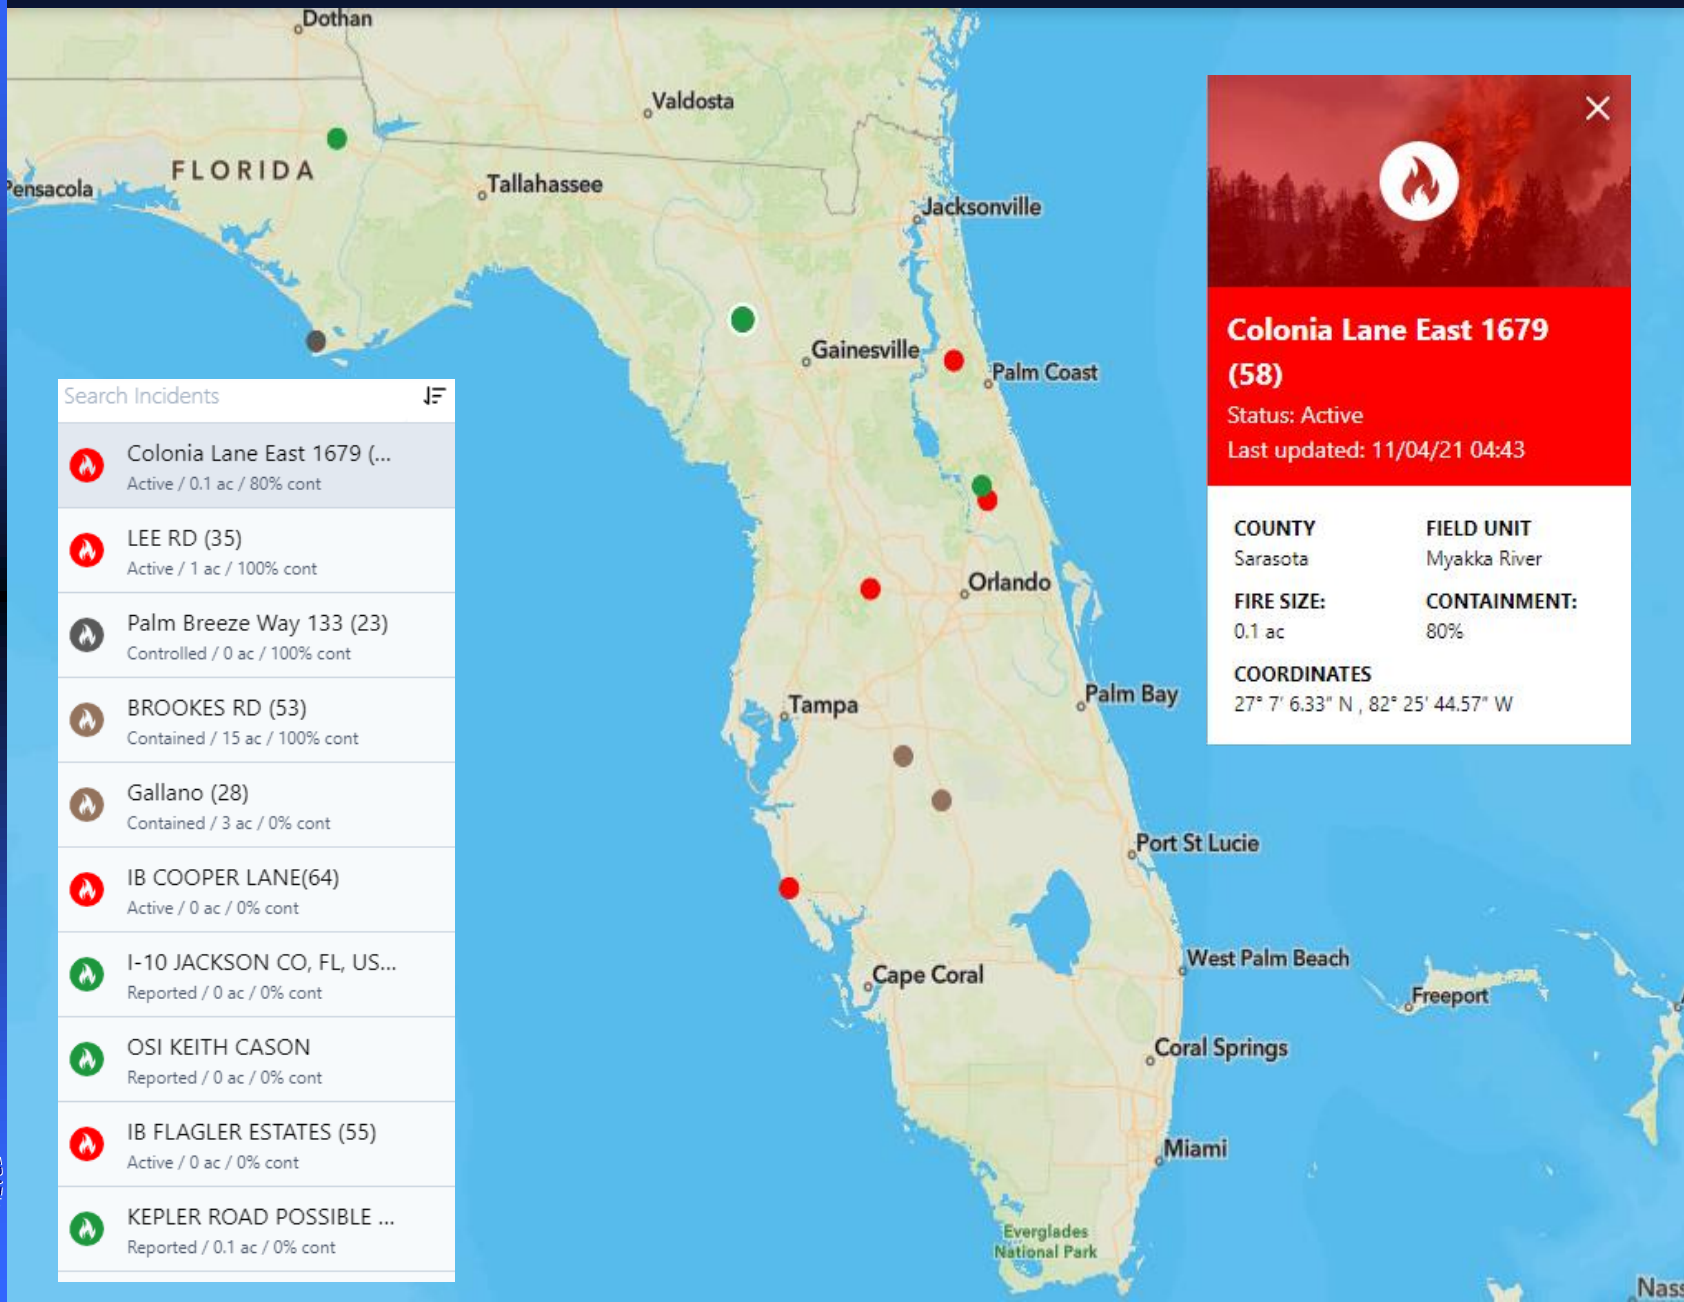 Dothan
Valdosta
FLORIDA
Pensacola
Tallahassee
Jacksonville
Gainesville
Palm Coast
Orlando
Tampa
Palm Bay
Port St Lucie
Cape Coral
West Palm Beach
Freeport
Coral Springs
Miami
Everglades
National Park
Nass
Search Incidents
Colonia Lane East 1679 (...
Active / 0.1 ac / 80% cont
LEE RD (35)
Active / 1 ac / 100% cont
Palm Breeze Way 133 (23)
Controlled / 0 ac / 100% cont
BROOKES RD (53)
Contained / 15 ac / 100% cont
Gallano (28)
Contained / 3 ac / 0% cont
IB COOPER LANE(64)
Active / 0 ac / 0% cont
I-10 JACKSON CO, FL, US...
Reported / 0 ac / 0% cont
OSI KEITH CASON
Reported / 0 ac / 0% cont
IB FLAGLER ESTATES (55)
Active / 0 ac / 0% cont
KEPLER ROAD POSSIBLE ...
Reported / 0.1 ac / 0% cont
Colonia Lane East 1679
(58)
Status: Active
Last updated: 11/04/21 04:43
COUNTY FIELD UNIT
Sarasota Myakka River
FIRE SIZE: CONTAINMENT:
0.1 ac 80%
COORDINATES
27° 7' 6.33" N , 82° 25' 44.57" W